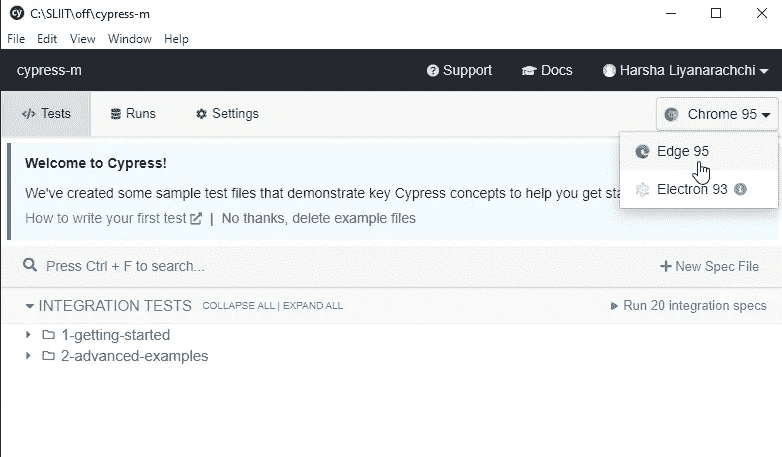 cy C:\SLIIT\off\cypress-m
File Edit View Window Help
cypress-m Support Docs Harsha Liyanarachchi
</> Tests Runs Settings Chrome 95
Edge 95
Electron 93
Welcome to Cypress!
We've created some sample test files that demonstrate key Cypress concepts to help you get sta
How to write your first test | No thanks, delete example files
Press Ctrl + F to search... + New Spec File
INTEGRATION TESTS COLLAPSE ALL | EXPAND ALL Run 20 integration specs
1-getting-started
2-advanced-examples